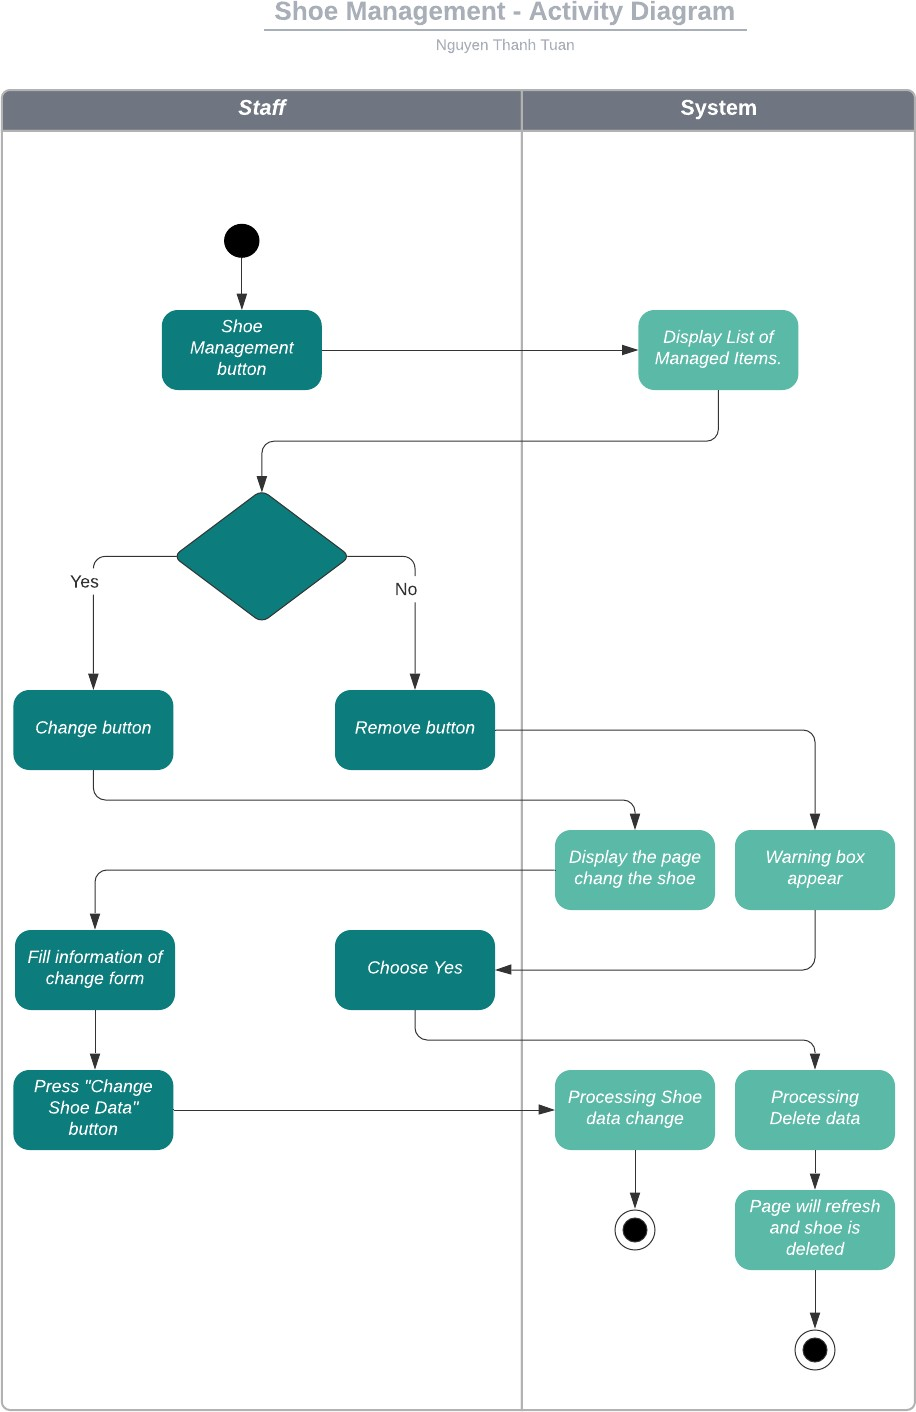 Shoe Management - Activity Diagram
Nguyen Thanh Tuan
Staff
System
Shoe
Management
button
Display List of
Managed Items.
Yes
No
Change button
Remove button
Display the page
chang the shoe
Warning box
appear
Fill information of
change form
Choose Yes
Press "Change
Shoe Data"
button
Processing Shoe
data change
Processing
Delete data
Page will refresh
and shoe is
deleted